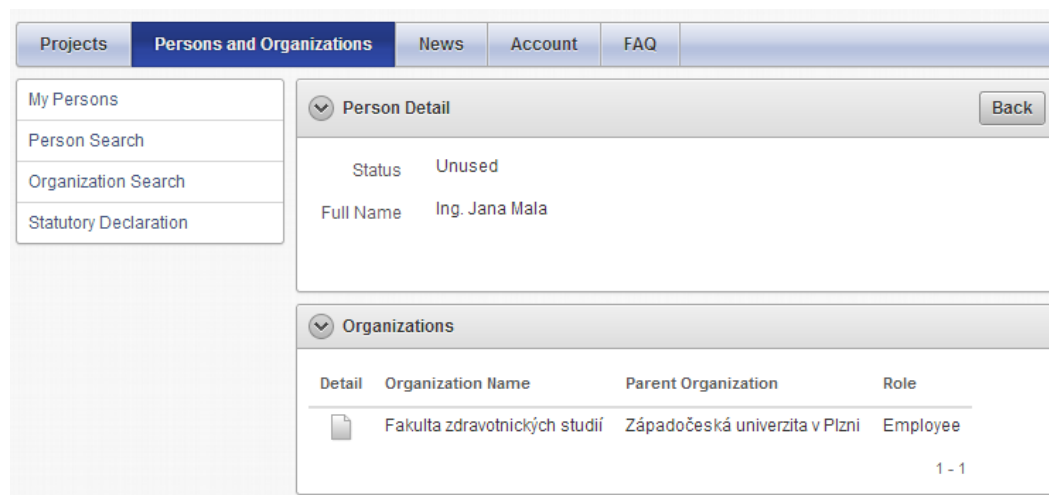 Projects Persons and Organizations News Account FAQ
My Persons
Person Search
Organization Search
Statutory Declaration
Person Detail Back
Status Unused
Full Name Ing. Jana Mala
Organizations
Detail Organization Name Parent Organization Role
Fakulta zdravotnických studií Západočeská univerzita v Plzni Employee
1 - 1